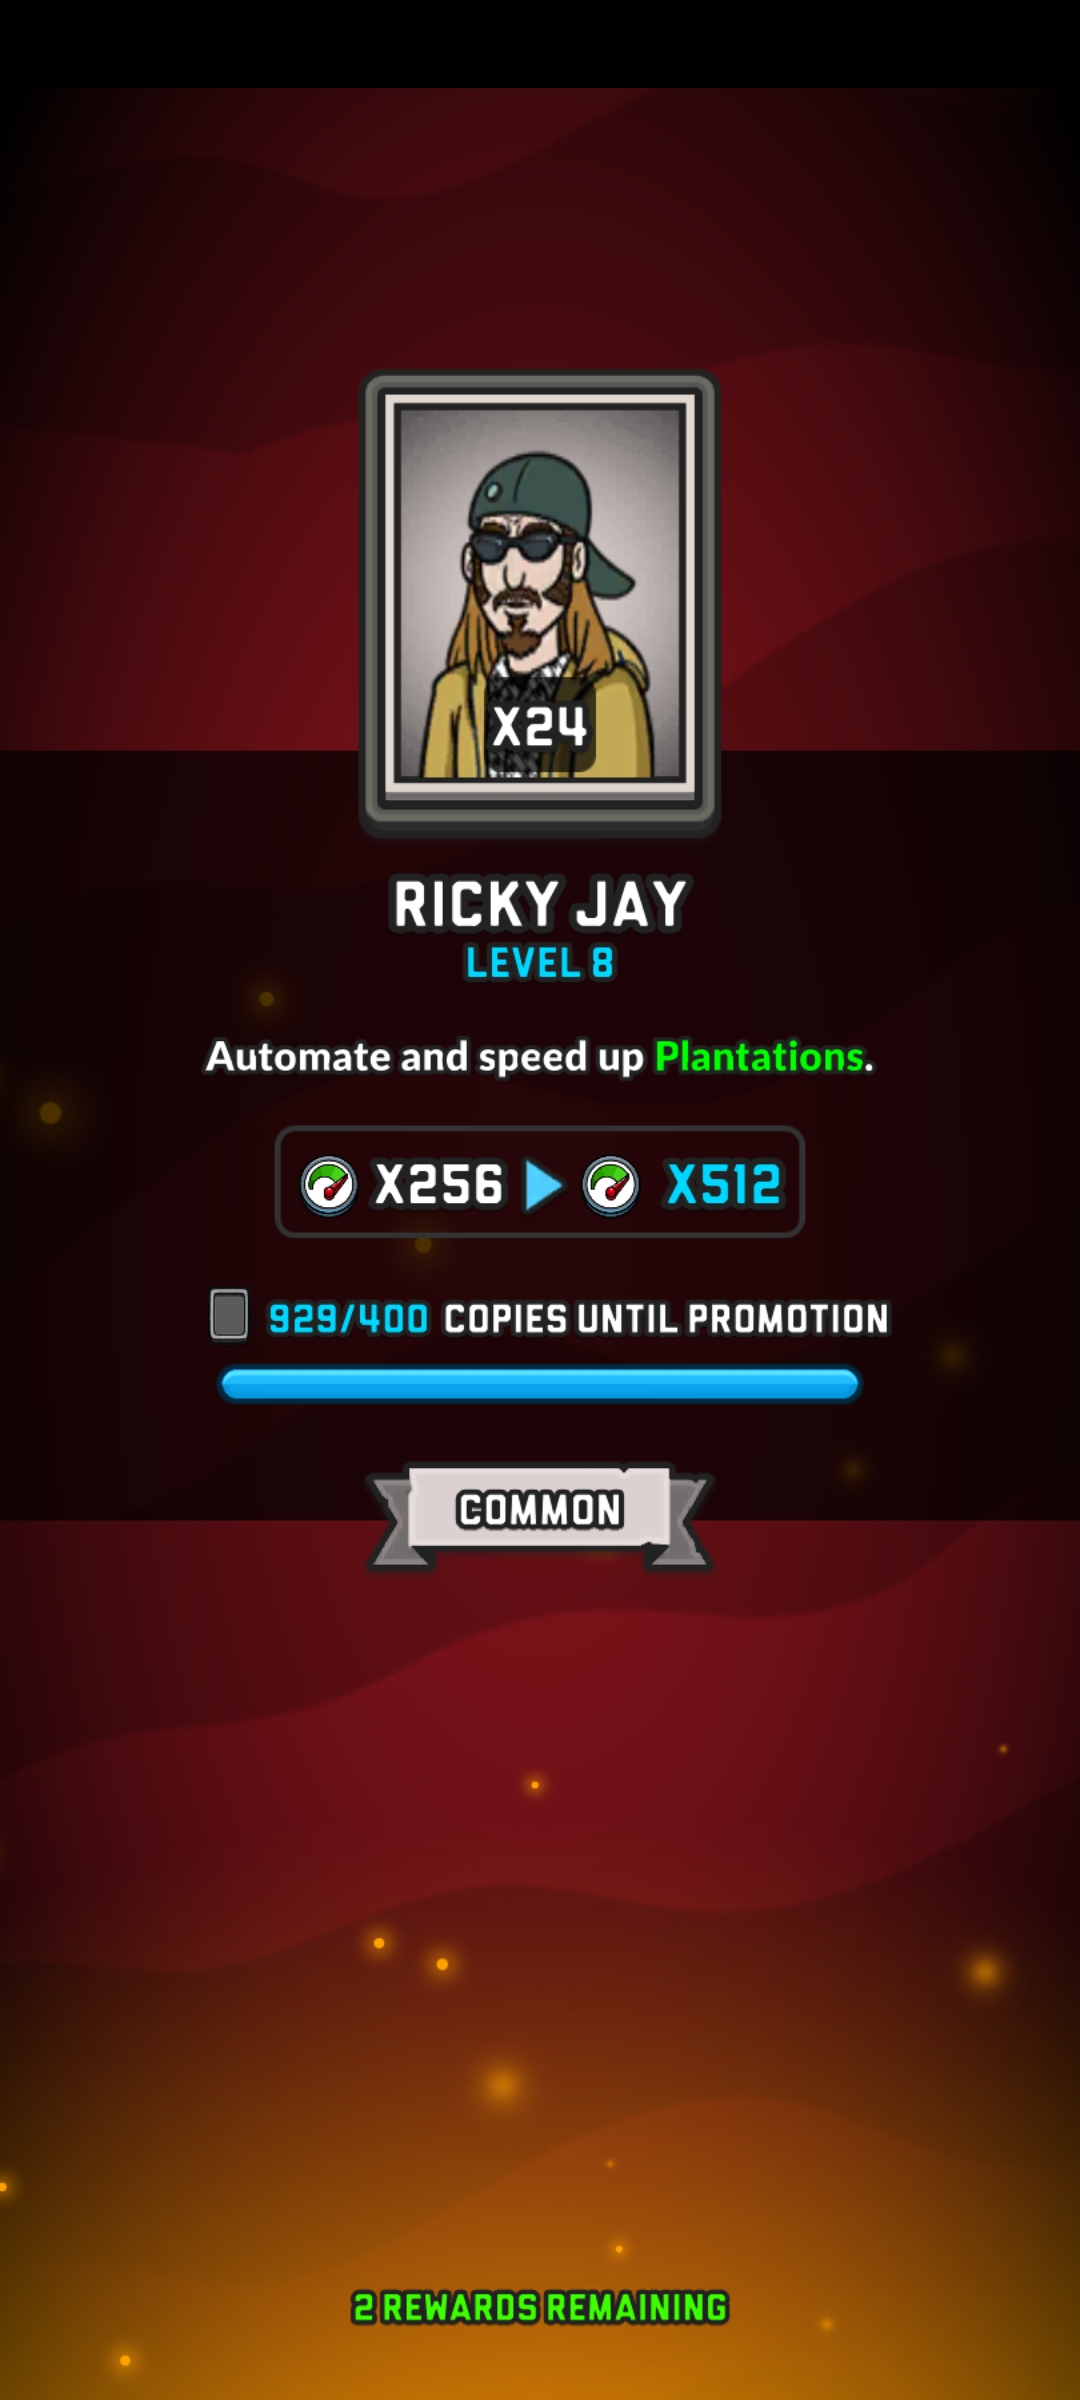 X24
RICKY JAY
LEVEL 8
Automate and speed up Plantations.
X256 X512
929/400 COPIES UNTIL PROMOTION
COMMON
2 REWARDS REMAINING